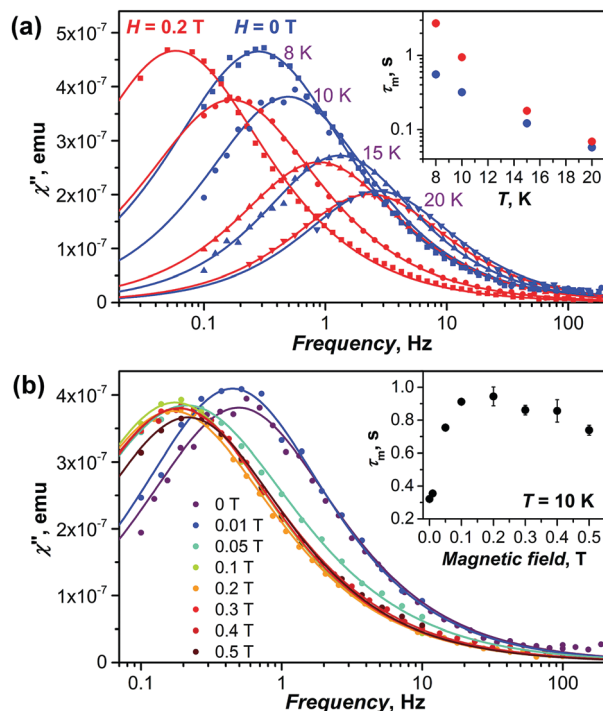 (a)
H = 0.2 T H = 0 T
5x10⁻⁷
4x10⁻⁷
3x10⁻⁷
2x10⁻⁷
1x10⁻⁷
0
χ", emu
8 K
10 K
15 K
20 K
0.1 1 10 100
Frequency, Hz
τm, s
1
0.1
8 10 12 14 16 18 20
T, K
(b)
4x10⁻⁷
3x10⁻⁷
2x10⁻⁷
1x10⁻⁷
0
χ", emu
0 T
0.01 T
0.05 T
0.1 T
0.2 T
0.3 T
0.4 T
0.5 T
0.1 1 10 100
Frequency, Hz
τm, s
1.0
0.8
0.6
0.4
0.2
T = 10 K
0.0 0.1 0.2 0.3 0.4 0.5
Magnetic field, T